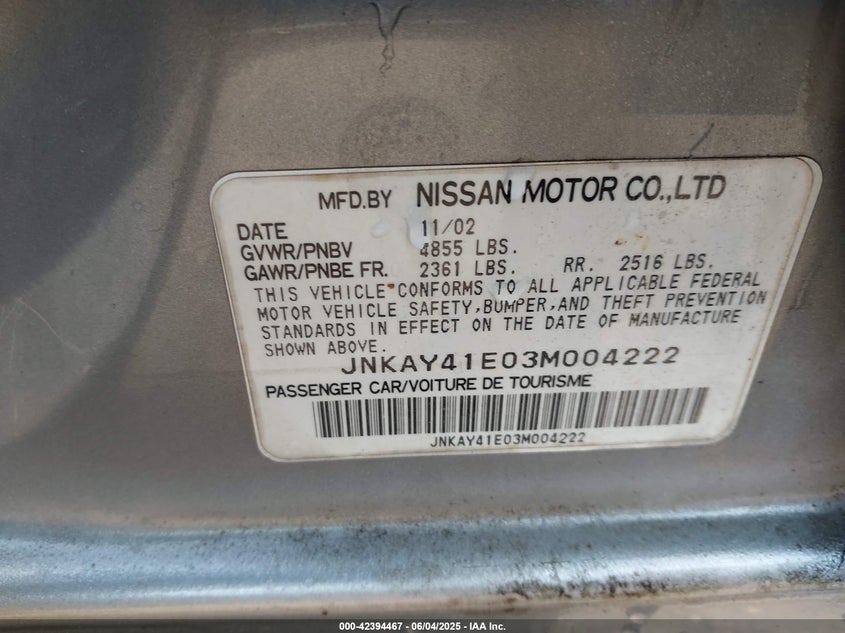 MFD.BY NISSAN MOTOR CO.,LTD
DATE 11/02
GVWR/PNBV 4855 LBS.
GAWR/PNBE FR. 2361 LBS. RR. 2516 LBS.
THIS VEHICLE CONFORMS TO ALL APPLICABLE FEDERAL
MOTOR VEHICLE SAFETY,BUMPER,AND THEFT PREVENTION
STANDARDS IN EFFECT ON THE DATE OF MANUFACTURE
SHOWN ABOVE. JNKAY41E03M004222
PASSENGER CAR/VOITURE DE TOURISME
JNKAY41E03M004222
000-42394467 - 06/04/2025 - IAA Inc.